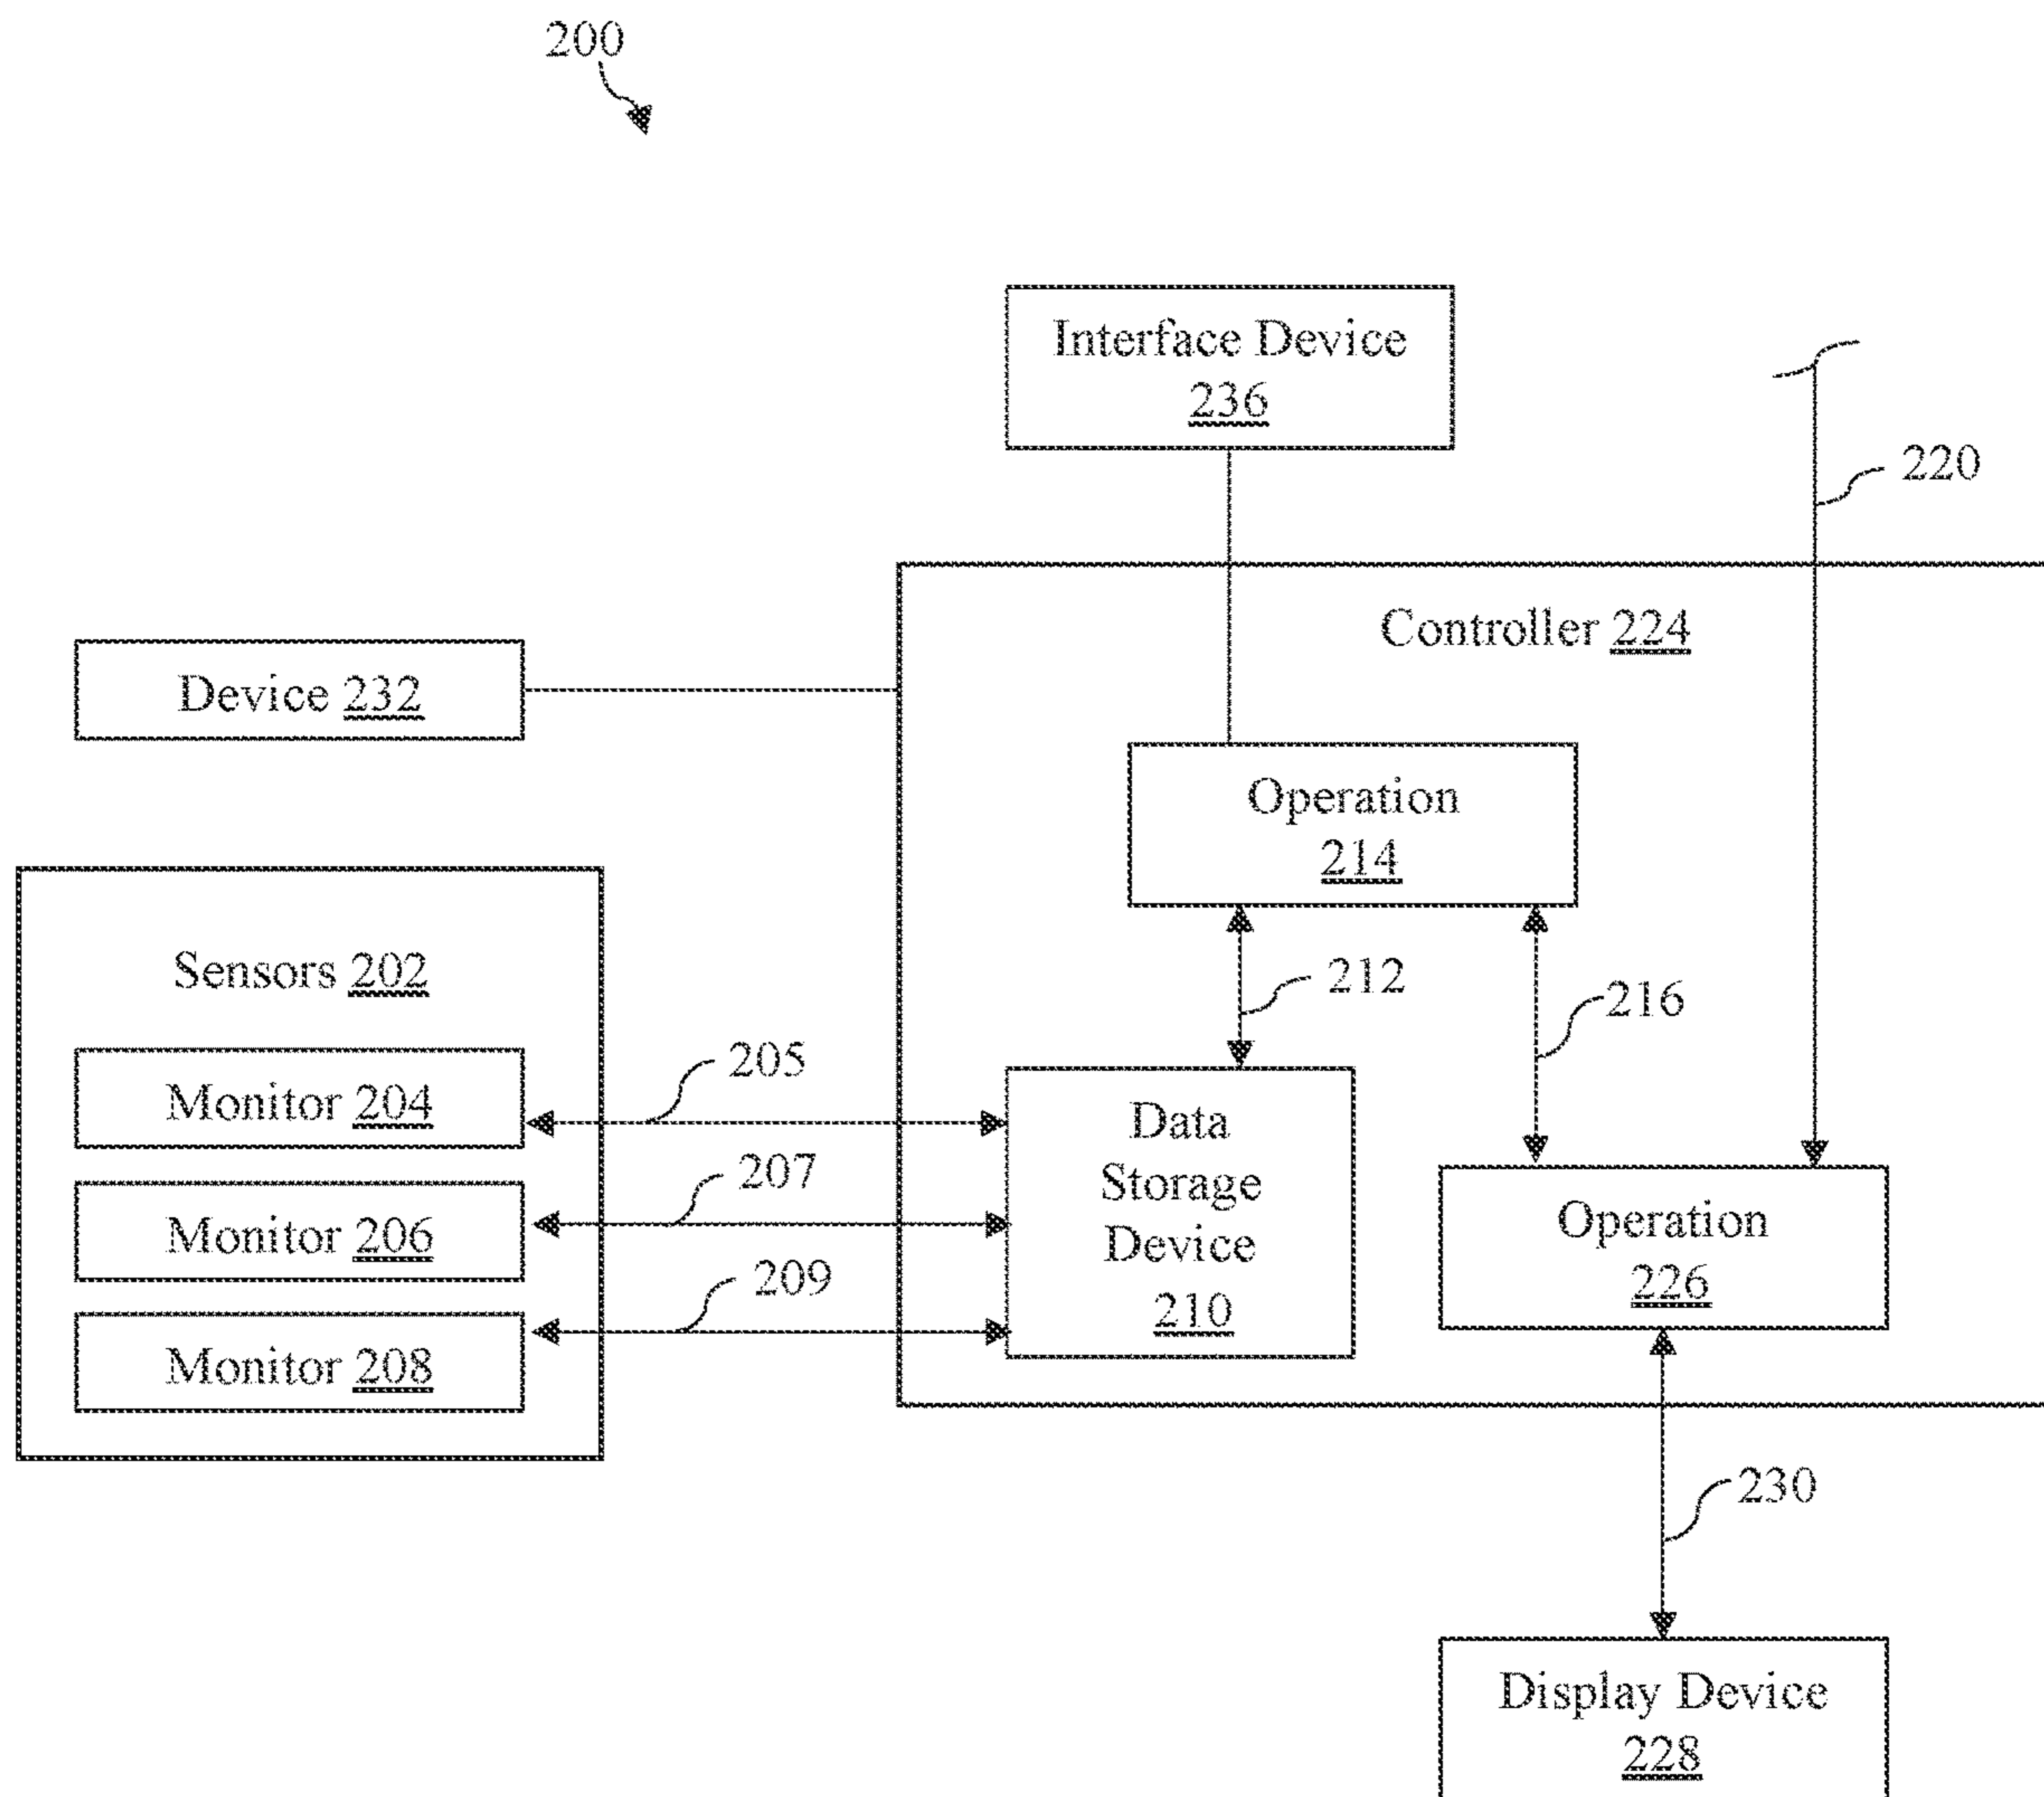 200
Interface Device
236
220
Controller 224
Device 232
Operation
214
Sensors 202
212
216
Monitor 204
205
Data
Storage
Device
210
Monitor 206
207
Operation
226
Monitor 208
209
230
Display Device
228